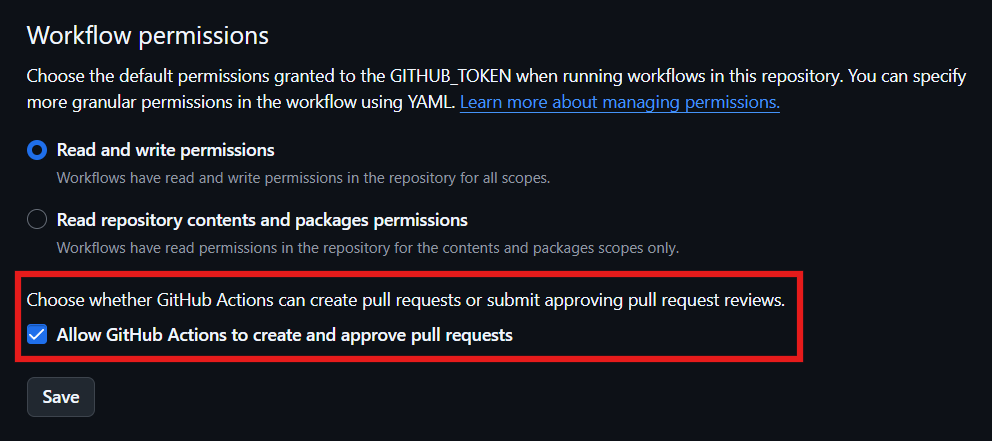 Workflow permissions
Choose the default permissions granted to the GITHUB_TOKEN when running workflows in this repository. You can specify
more granular permissions in the workflow using YAML. Learn more about managing permissions.
Read and write permissions
Workflows have read and write permissions in the repository for all scopes.
Read repository contents and packages permissions
Workflows have read permissions in the repository for the contents and packages scopes only.
Choose whether GitHub Actions can create pull requests or submit approving pull request reviews.
Allow GitHub Actions to create and approve pull requests
Save